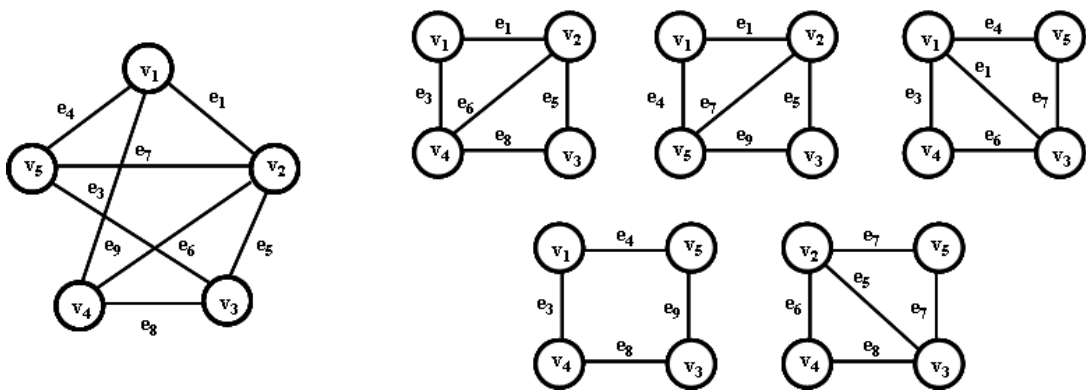 v1
e4
e1
e7
v5
v2
e3
e9
e6
e5
v4
v3
e8
v1 e1 v2
e3 e6 e5
v4 e8 v3
v1 e1 v2
e4 e7 e5
v5 e9 v3
v1 e4 v5
e3 e1 e7
v4 e6 v3
v1 e4 v5
e3 e9
v4 e8 v3
v2 e7 v5
e5
e6 e7
v4 e8 v3